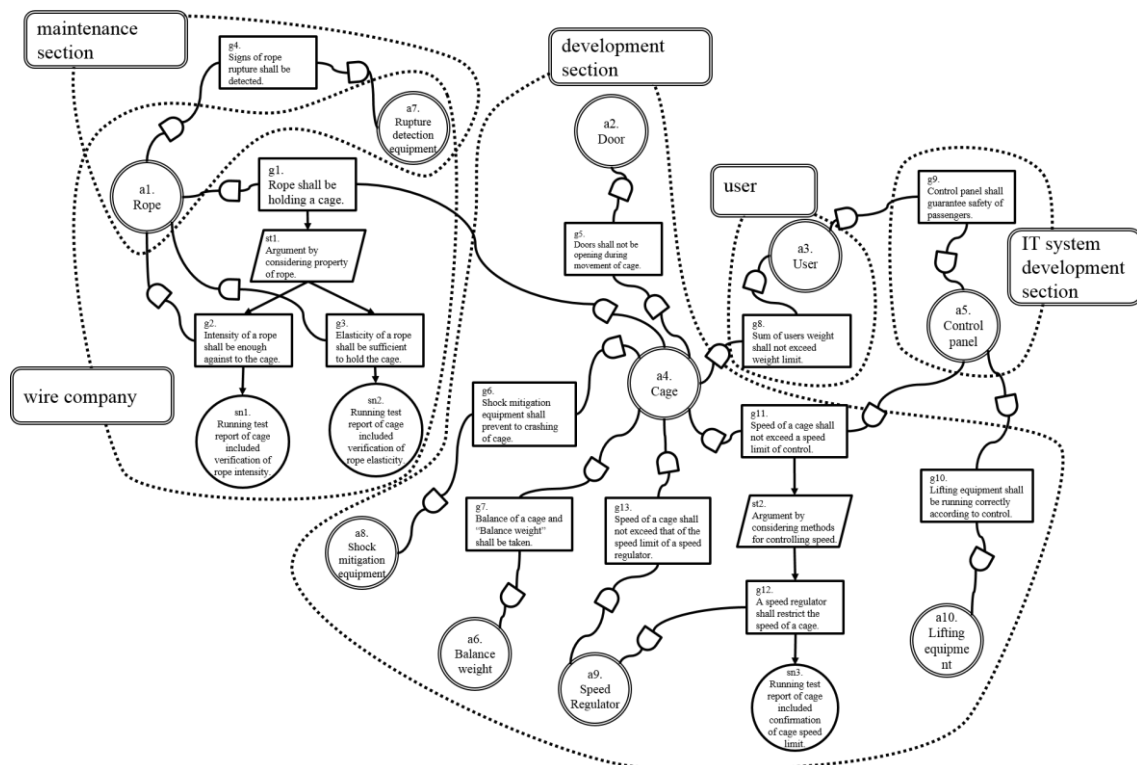 maintenance
section
g4.
Signs of rope
rupture shall be
detected.
development
section
a7.
Rupture
detection
equipment
a2.
Door
a1.
Rope
g1.
Rope shall be
holding a cage.
user
g9.
Control panel shall
guarantee safety of
passengers.
st1.
Argument by
considering property
of rope.
g5.
Doors shall not be
opening during
movement of cage.
a3.
User
IT system
development
section
g2.
Intensity of a rope
shall be enough
against to the cage.
g3.
Elasticity of a rope
shall be sufficient
to hold the cage.
g8.
Sum of users weight
shall not exceed
weight limit.
a5.
Control
panel
wire company
a4.
Cage
g6.
Shock mitigation
equipment shall
prevent to crashing
of cage.
sn1.
Running test
report of cage
included
verification of
rope intensity.
sn2.
Running test
report of cage
included
verification of
rope elasticity.
g11.
Speed of a cage shall
not exceed a speed
limit of control.
g7.
Balance of a cage and
"Balance weight"
shall be taken.
g13.
Speed of a cage shall
not exceed that of the
speed limit of a speed
regulator.
st2.
Argument by
considering methods
for controlling speed.
g10.
Lifting equipment shall
be running correctly
according to control.
a8.
Shock
mitigation
equipment
g12.
A speed regulator
shall restrict the
speed of a cage.
a6.
Balance
weight
a9.
Speed
Regulator
a10.
Lifting
equipme
nt
sn3.
Running test
report of cage
included
confirmation
of cage speed
limit.